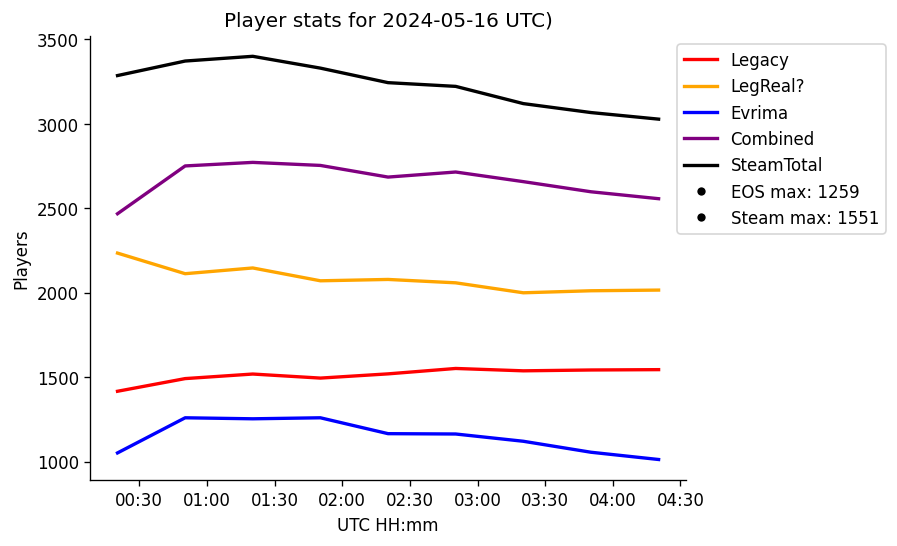 Player stats for 2024-05-16 UTC)
3500
3000
2500
2000
1500
1000
Players
00:30 01:00 01:30 02:00 02:30 03:00 03:30 04:00 04:30
UTC HH:mm
Legacy
LegReal?
Evrima
Combined
SteamTotal
EOS max: 1259
Steam max: 1551